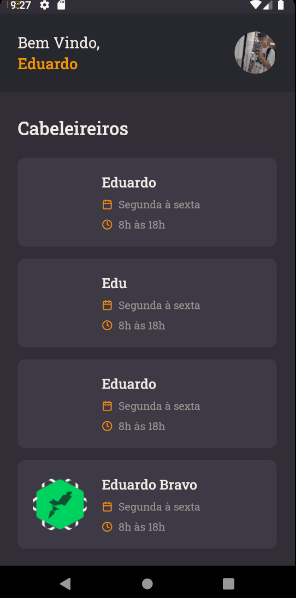 9:27
Bem Vindo,
Eduardo
Cabeleireiros
Eduardo
Segunda à sexta
8h às 18h
Edu
Segunda à sexta
8h às 18h
Eduardo
Segunda à sexta
8h às 18h
Eduardo Bravo
Segunda à sexta
8h às 18h